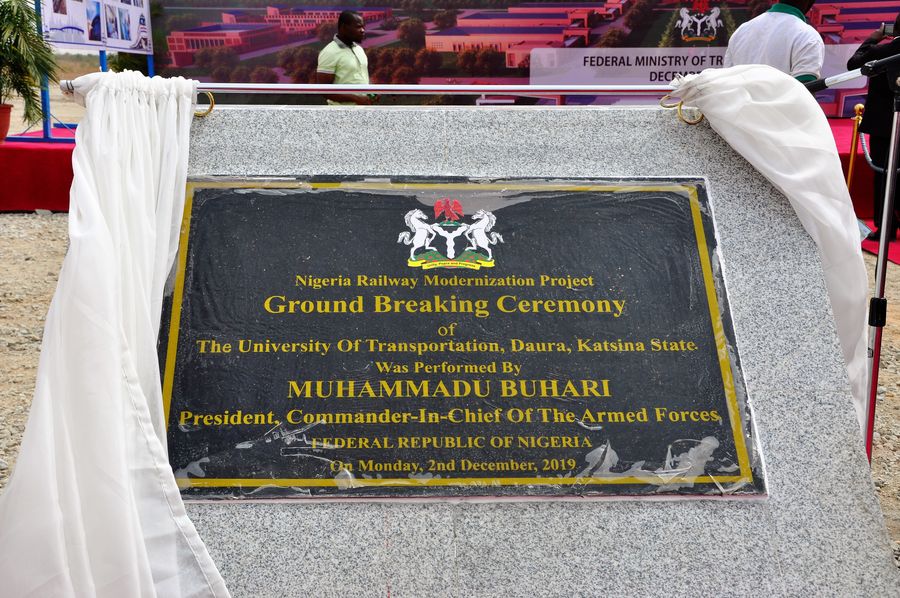 FEDERAL MINISTRY OF TR
DECEM
Nigeria Railway Modernization Project
Ground Breaking Ceremony
of
The University Of Transportation, Daura, Katsina State.
Was Performed By
MUHAMMADU BUHARI
President, Commander-In-Chief Of The Armed Forces
FEDERAL REPUBLIC OF NIGERIA
On Monday, 2nd December, 2019